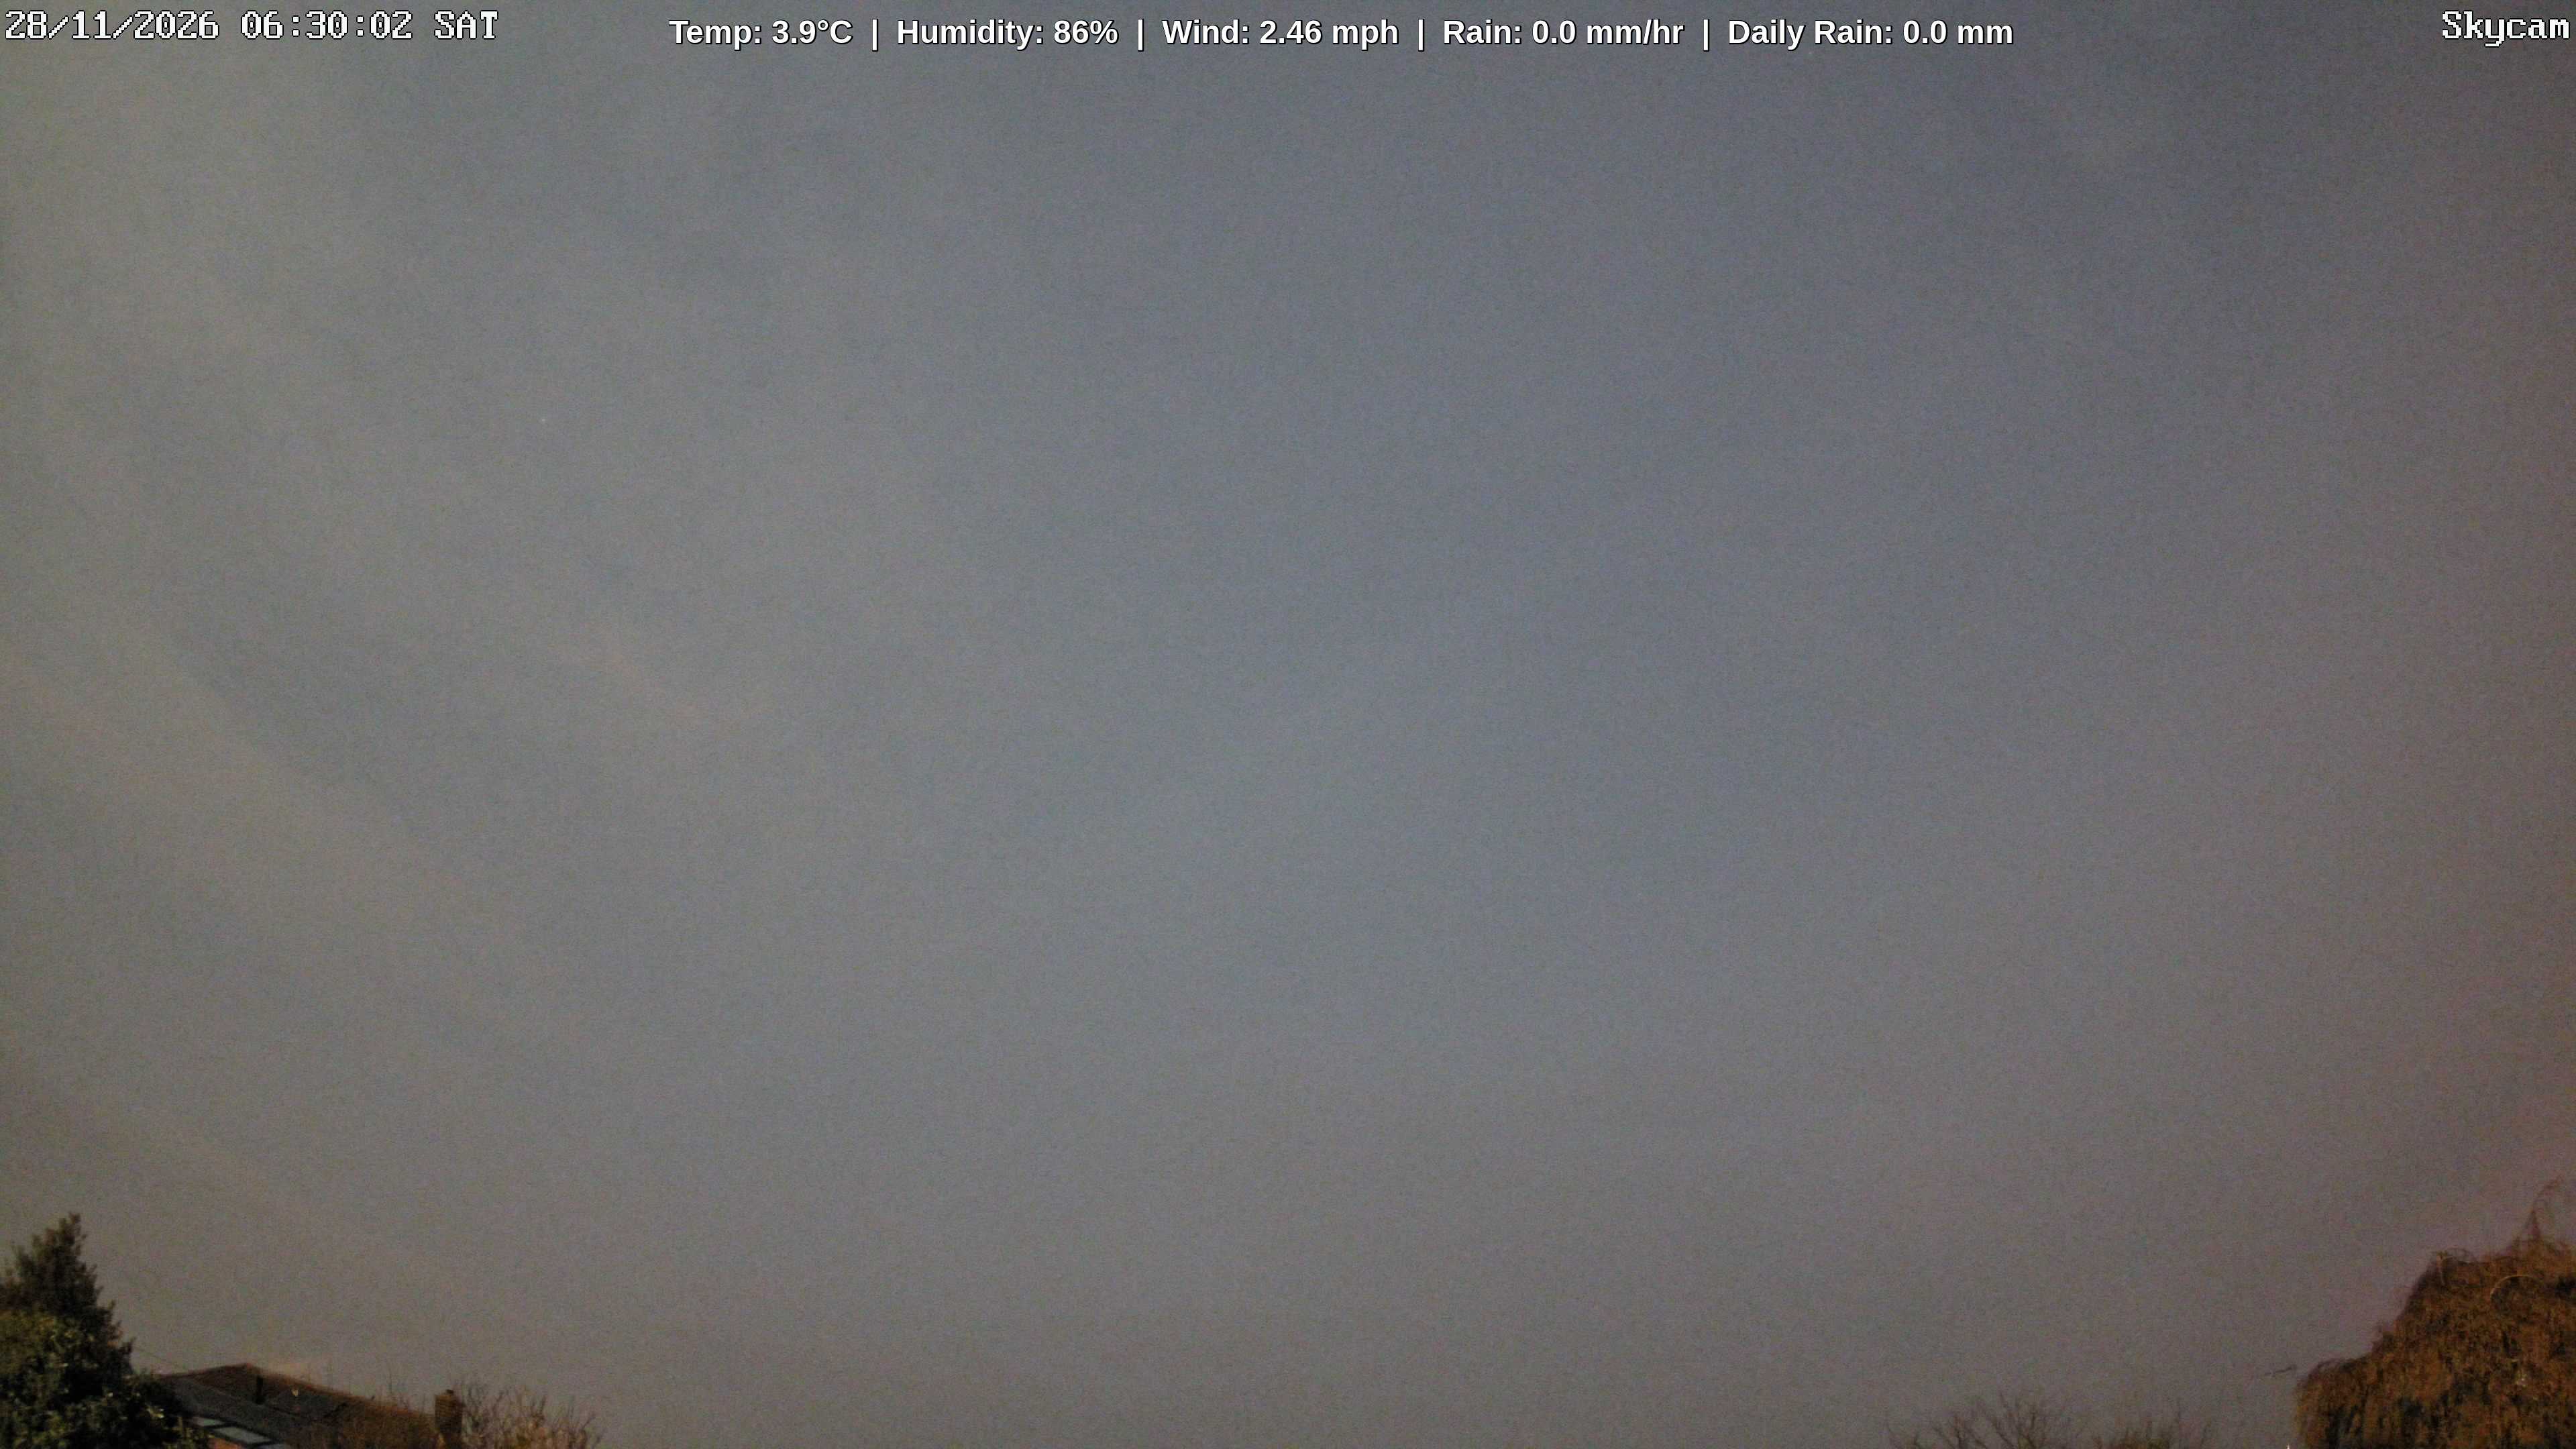 28/11/2026 06:30:02 SAT
Temp: 3.9°C | Humidity: 86% | Wind: 2.46 mph | Rain: 0.0 mm/hr | Daily Rain: 0.0 mm
Skycam